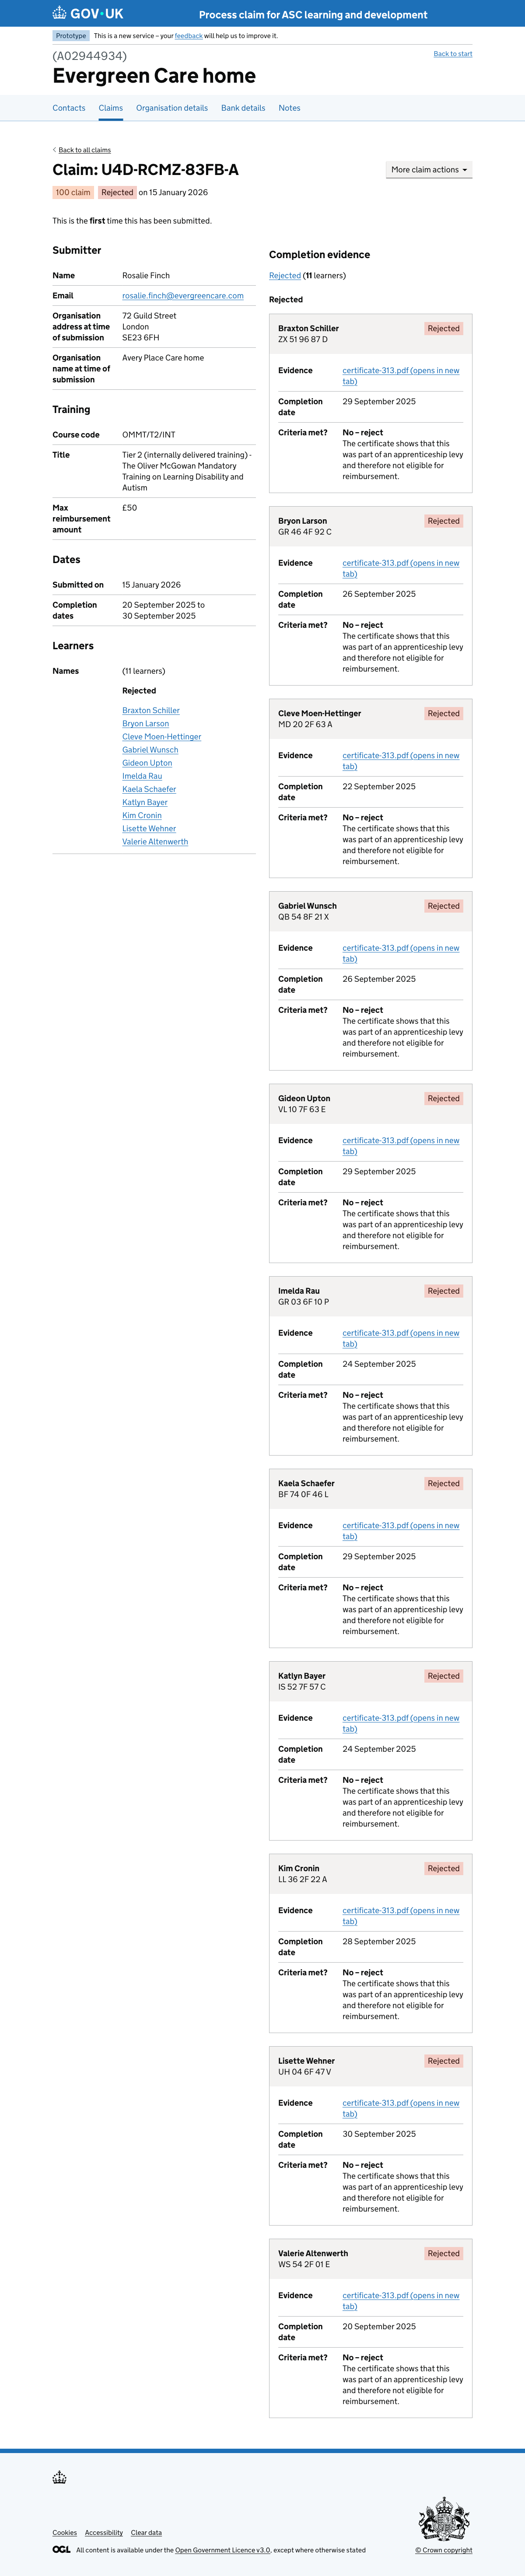 GOV.UK
Process claim for ASC learning and development
Prototype
This is a new service – your feedback will help us to improve it.
(A02944934)
Back to start
Evergreen Care home
Contacts
Claims
Organisation details
Bank details
Notes
Back to all claims
Claim: U4D-RCMZ-83FB-A
More claim actions
100 claim
Rejected
on 15 January 2026
This is the first time this has been submitted.
Submitter
Name
Rosalie Finch
Email
rosalie.finch@evergreencare.com
Organisation
address at time
of submission
72 Guild Street
London
SE23 6FH
Organisation
name at time of
submission
Avery Place Care home
Training
Course code
OMMT/T2/INT
Title
Tier 2 (internally delivered training) -
The Oliver McGowan Mandatory
Training on Learning Disability and
Autism
Max
reimbursement
amount
£50
Dates
Submitted on
15 January 2026
Completion
dates
20 September 2025 to
30 September 2025
Learners
Names
(11 learners)
Rejected
Braxton Schiller
Bryon Larson
Cleve Moen-Hettinger
Gabriel Wunsch
Gideon Upton
Imelda Rau
Kaela Schaefer
Katlyn Bayer
Kim Cronin
Lisette Wehner
Valerie Altenwerth
Completion evidence
Rejected (11 learners)
Rejected
Braxton Schiller
ZX 51 96 87 D
Rejected
Evidence
certificate-313.pdf (opens in new
tab)
Completion
date
29 September 2025
Criteria met?
No – reject
The certificate shows that this
was part of an apprenticeship levy
and therefore not eligible for
reimbursement.
Bryon Larson
GR 46 4F 92 C
Rejected
Evidence
certificate-313.pdf (opens in new
tab)
Completion
date
26 September 2025
Criteria met?
No – reject
The certificate shows that this
was part of an apprenticeship levy
and therefore not eligible for
reimbursement.
Cleve Moen-Hettinger
MD 20 2F 63 A
Rejected
Evidence
certificate-313.pdf (opens in new
tab)
Completion
date
22 September 2025
Criteria met?
No – reject
The certificate shows that this
was part of an apprenticeship levy
and therefore not eligible for
reimbursement.
Gabriel Wunsch
QB 54 8F 21 X
Rejected
Evidence
certificate-313.pdf (opens in new
tab)
Completion
date
26 September 2025
Criteria met?
No – reject
The certificate shows that this
was part of an apprenticeship levy
and therefore not eligible for
reimbursement.
Gideon Upton
VL 10 7F 63 E
Rejected
Evidence
certificate-313.pdf (opens in new
tab)
Completion
date
29 September 2025
Criteria met?
No – reject
The certificate shows that this
was part of an apprenticeship levy
and therefore not eligible for
reimbursement.
Imelda Rau
GR 03 6F 10 P
Rejected
Evidence
certificate-313.pdf (opens in new
tab)
Completion
date
24 September 2025
Criteria met?
No – reject
The certificate shows that this
was part of an apprenticeship levy
and therefore not eligible for
reimbursement.
Kaela Schaefer
BF 74 0F 46 L
Rejected
Evidence
certificate-313.pdf (opens in new
tab)
Completion
date
29 September 2025
Criteria met?
No – reject
The certificate shows that this
was part of an apprenticeship levy
and therefore not eligible for
reimbursement.
Katlyn Bayer
IS 52 7F 57 C
Rejected
Evidence
certificate-313.pdf (opens in new
tab)
Completion
date
24 September 2025
Criteria met?
No – reject
The certificate shows that this
was part of an apprenticeship levy
and therefore not eligible for
reimbursement.
Kim Cronin
LL 36 2F 22 A
Rejected
Evidence
certificate-313.pdf (opens in new
tab)
Completion
date
28 September 2025
Criteria met?
No – reject
The certificate shows that this
was part of an apprenticeship levy
and therefore not eligible for
reimbursement.
Lisette Wehner
UH 04 6F 47 V
Rejected
Evidence
certificate-313.pdf (opens in new
tab)
Completion
date
30 September 2025
Criteria met?
No – reject
The certificate shows that this
was part of an apprenticeship levy
and therefore not eligible for
reimbursement.
Valerie Altenwerth
WS 54 2F 01 E
Rejected
Evidence
certificate-313.pdf (opens in new
tab)
Completion
date
20 September 2025
Criteria met?
No – reject
The certificate shows that this
was part of an apprenticeship levy
and therefore not eligible for
reimbursement.
Cookies
Accessibility
Clear data
OGL
All content is available under the Open Government Licence v3.0, except where otherwise stated
© Crown copyright